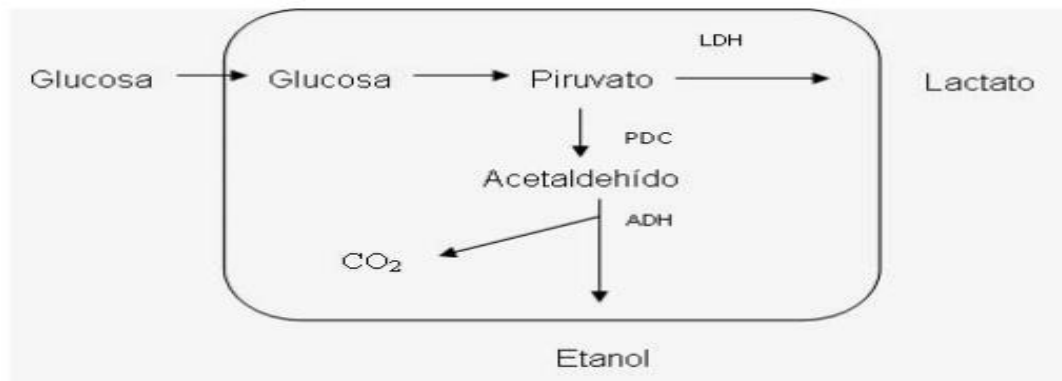 LDH
Glucosa Glucosa Piruvato Lactato
PDC
Acetaldehído
ADH
CO₂
Etanol